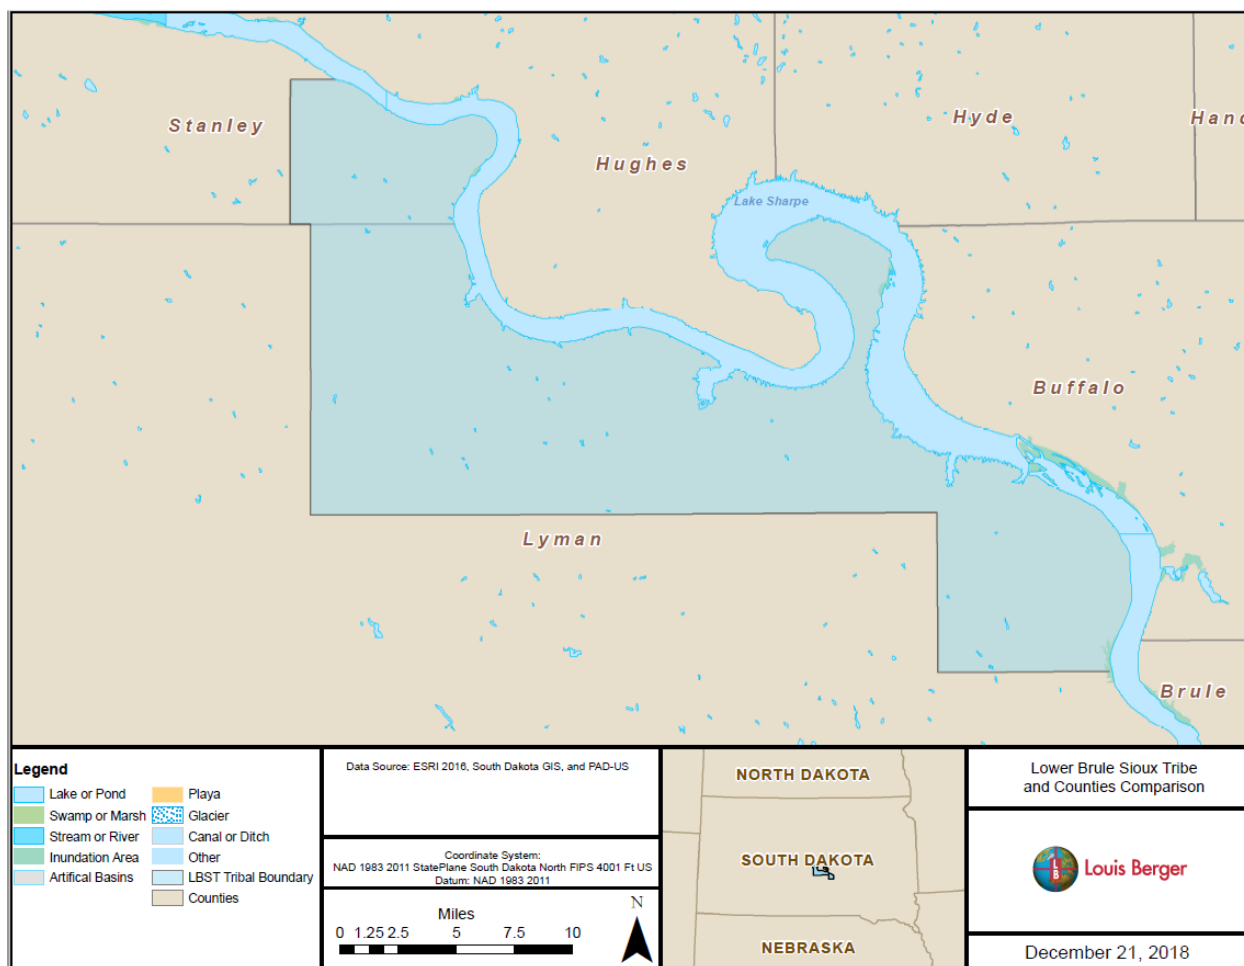 Stanley
Hughes
Hyde
Hand
Lake Sharpe
Buffalo
Lyman
Brule
Legend
Lake or Pond
Swamp or Marsh
Stream or River
Inundation Area
Artifical Basins
Playa
Glacier
Canal or Ditch
Other
LBST Tribal Boundary
Counties
Data Source: ESRI 2016, South Dakota GIS, and PAD-US
Coordinate System:
NAD 1983 2011 StatePlane South Dakota North FIPS 4001 Ft US
Datum: NAD 1983 2011
Miles
0 1.25 2.5 5 7.5 10
N
NORTH DAKOTA
SOUTH DAKOTA
NEBRASKA
Lower Brule Sioux Tribe
and Counties Comparison
L
B
Louis Berger
December 21, 2018